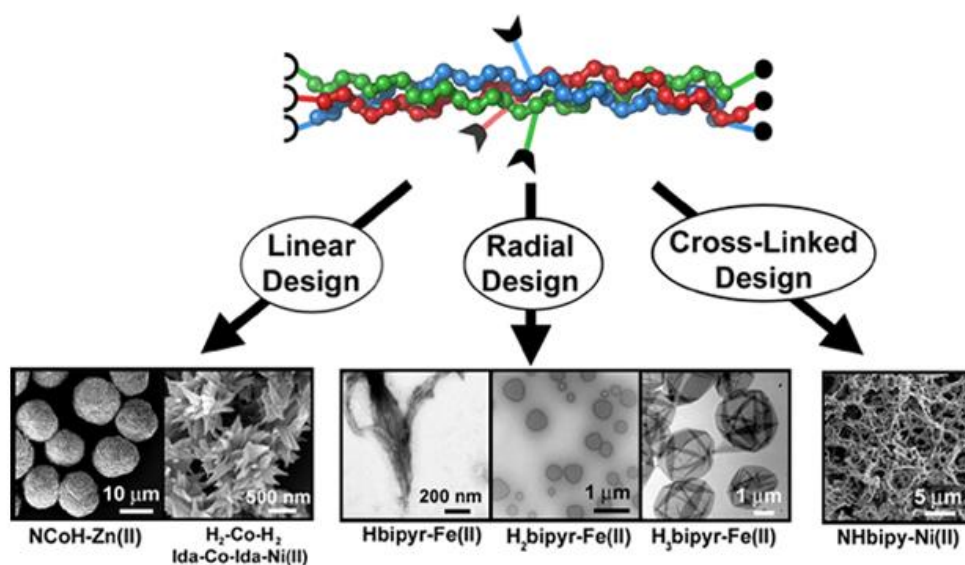 Linear
Design
Radial
Design
Cross-Linked
Design
10 μm
500 nm
200 nm
1 μm
1 μm
5 μm
NCoH-Zn(II)
H₂-Co-H₂
Ida-Co-Ida-Ni(II)
Hbipyr-Fe(II)
H₂bipyr-Fe(II)
H₃bipyr-Fe(II)
NHbipy-Ni(II)